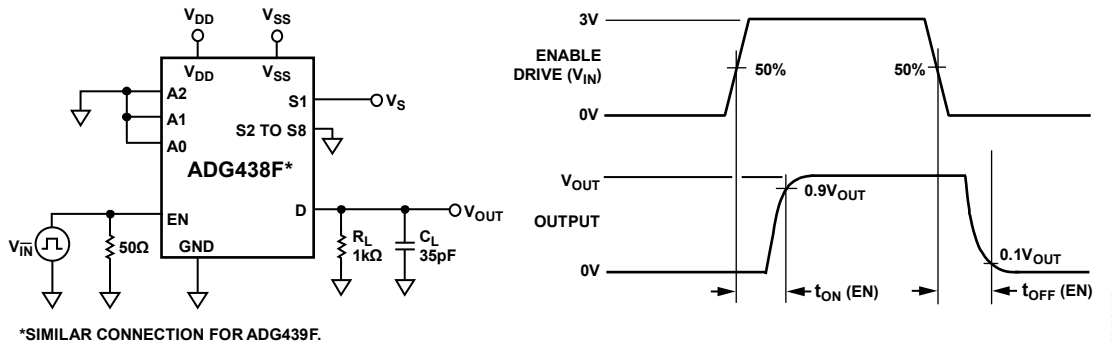 VDD VSS
VDD VSS
A2
A1
A0
S1 VS
S2 TO S8
ADG438F*
EN
D VOUT
VIN
50Ω
GND
RL
1kΩ
CL
35pF
*SIMILAR CONNECTION FOR ADG439F.
3V
ENABLE
DRIVE (VIN)
50% 50%
0V
VOUT
0.9VOUT
OUTPUT
0.1VOUT
0V
tON (EN) tOFF (EN)